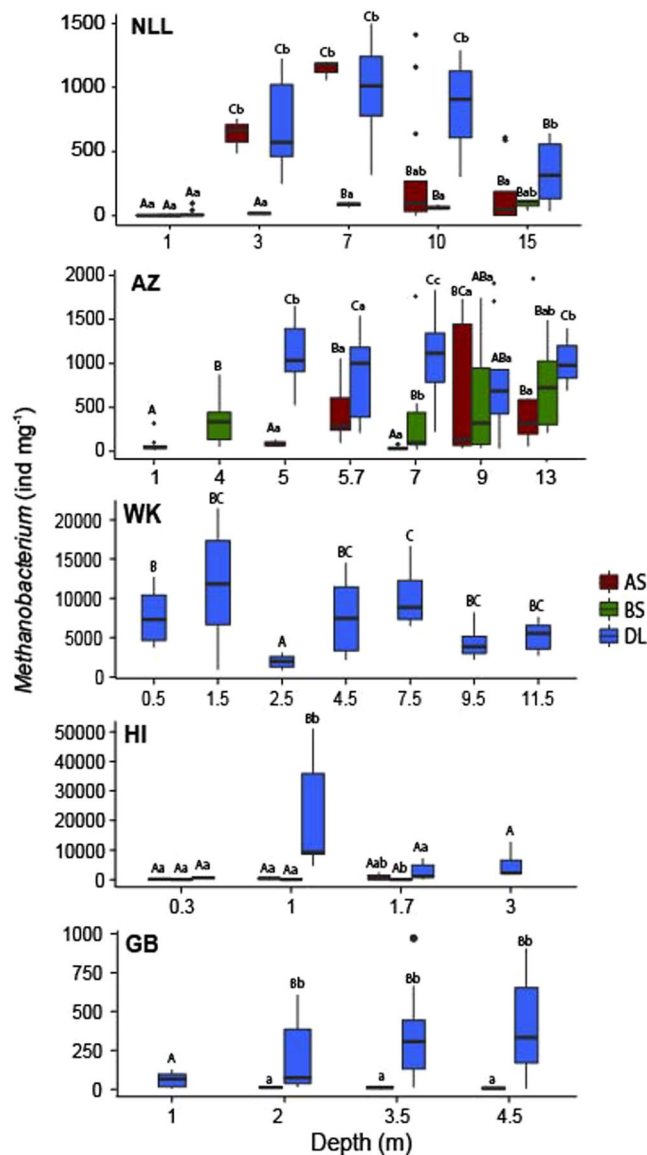 NLL
1500
1000
500
0
Aa Aa Aa
Cb
Aa
Cb
Cb
Ba
Cb
Bab
Ba
Cb
Ba
Bab
Bb
1 3 7 10 15
AZ
2000
1500
1000
500
0
A
B
Aa
Cb
Ba
Ca
Aa
Bb
Cc
BCa
ABa
ABa
Ba
Bab
Cb
1 4 5 5.7 7 9 13
Methanobacterium (ind mg⁻¹)
WK
20000
15000
10000
5000
0
B
BC
A
BC
C
BC
BC
0.5 1.5 2.5 4.5 7.5 9.5 11.5
AS
BS
DL
HI
50000
40000
30000
20000
10000
0
Aa Aa Aa
Aa Aa Bb
Aab Ab Aa
A
0.3 1 1.7 3
GB
1000
750
500
250
0
A
a
Bb
a
Bb
a
Bb
1 2 3.5 4.5
Depth (m)